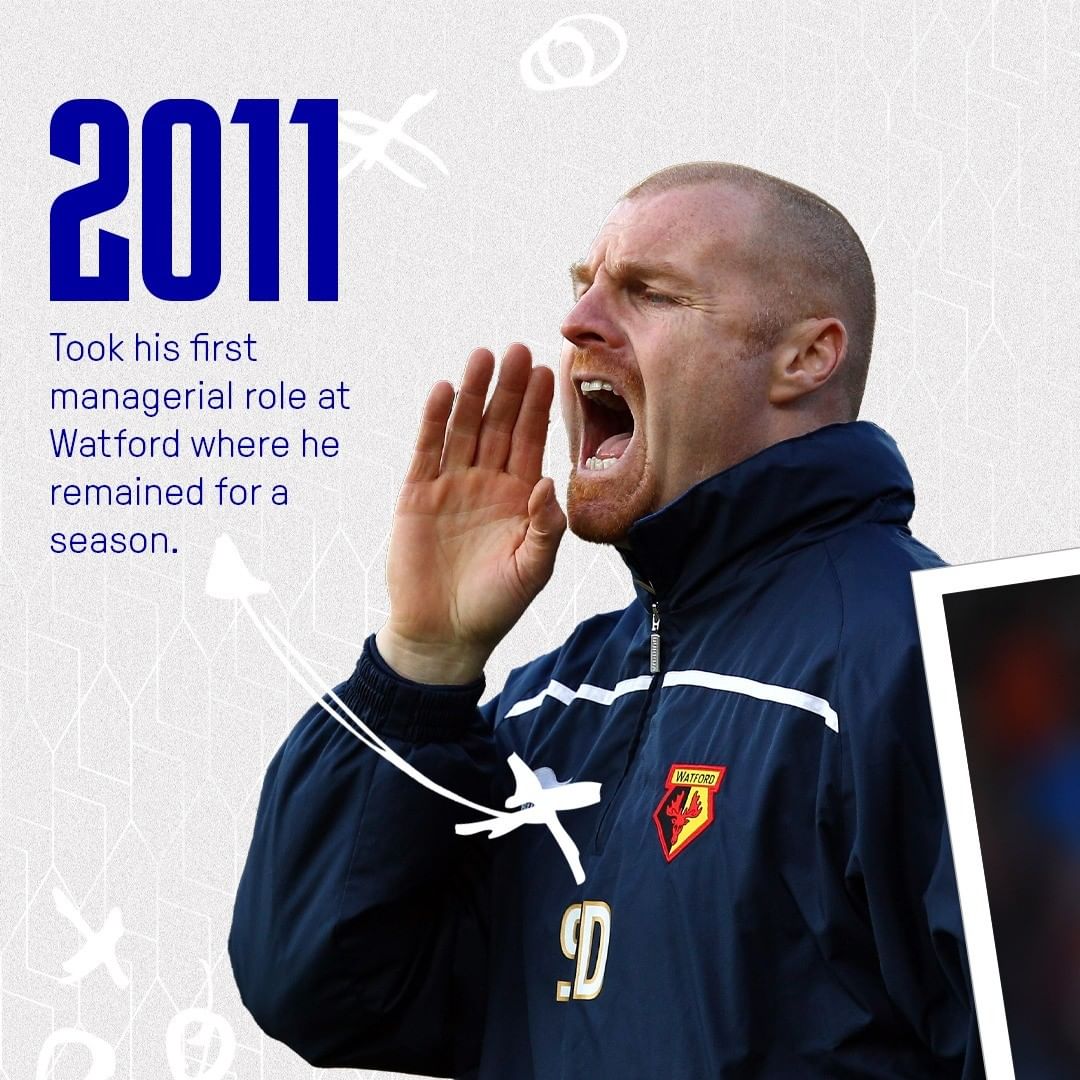 2011
Took his first
managerial role at
Watford where he
remained for a
season.
WATFORD
SD